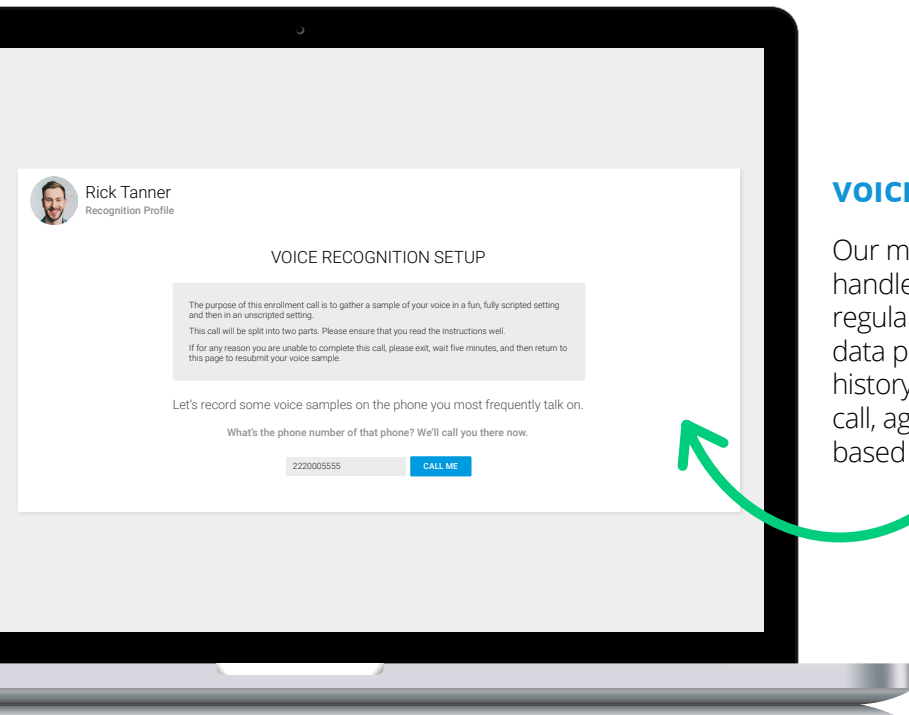 Rick Tanner
Recognition Profile
VOICE RECOGNITION SETUP
The purpose of this enrollment call is to gather a sample of your voice in a fun, fully scripted setting
and then in an unscripted setting.
This call will be split into two parts. Please ensure that you read the instructions well.
If for any reason you are unable to complete this call, please exit, wait five minutes, and then return to
this page to resubmit your voice sample.
Let's record some voice samples on the phone you most frequently talk on.
What's the phone number of that phone? We'll call you there now.
2220005555 CALL ME
Our
handle
data
history
call,
based